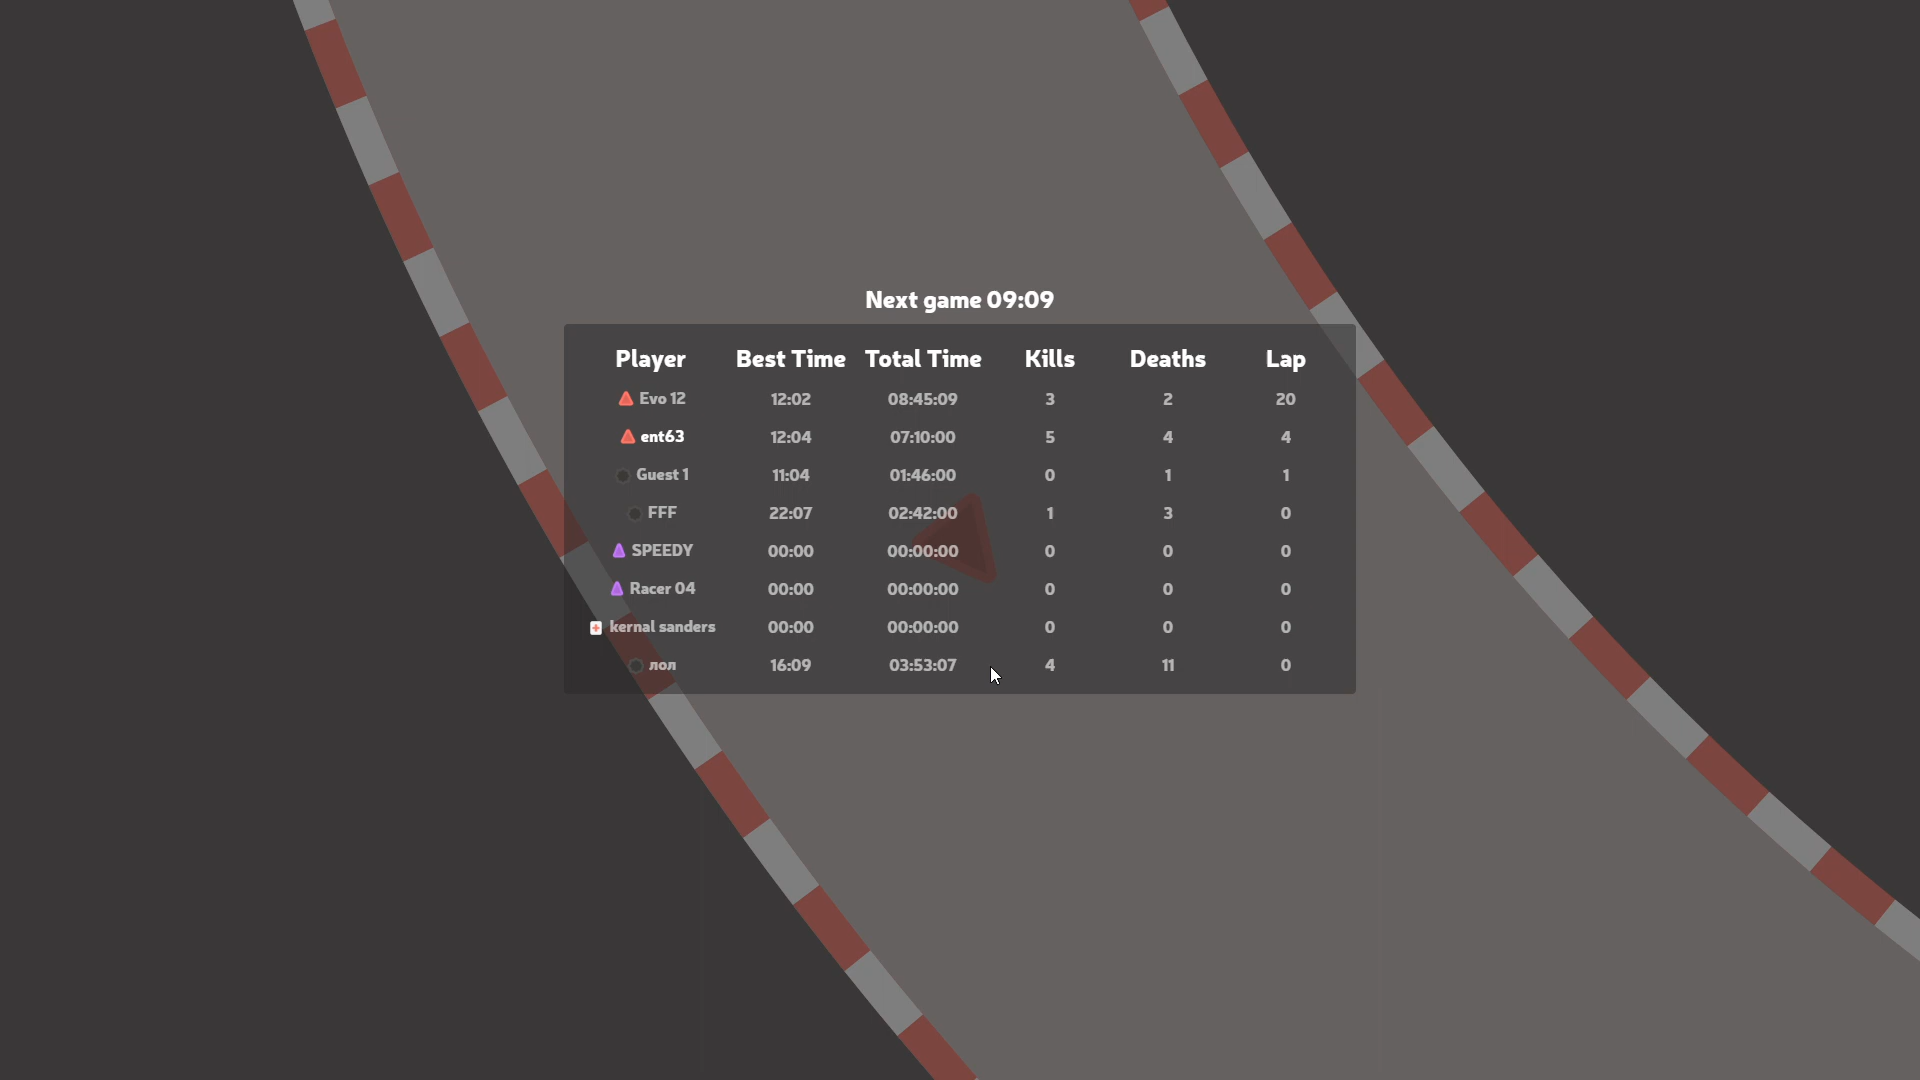 Next game 09:09
Player Best Time Total Time Kills Deaths Lap
Evo 12 12:02 08:45:09 3 2 20
ent63 12:04 07:10:00 5 4 4
Guest 1 11:04 01:46:00 0 1 1
FFF 22:07 02:42:00 1 3 0
SPEEDY 00:00 00:00:00 0 0 0
Racer 04 00:00 00:00:00 0 0 0
kernal sanders 00:00 00:00:00 0 0 0
лол 16:09 03:53:07 4 11 0